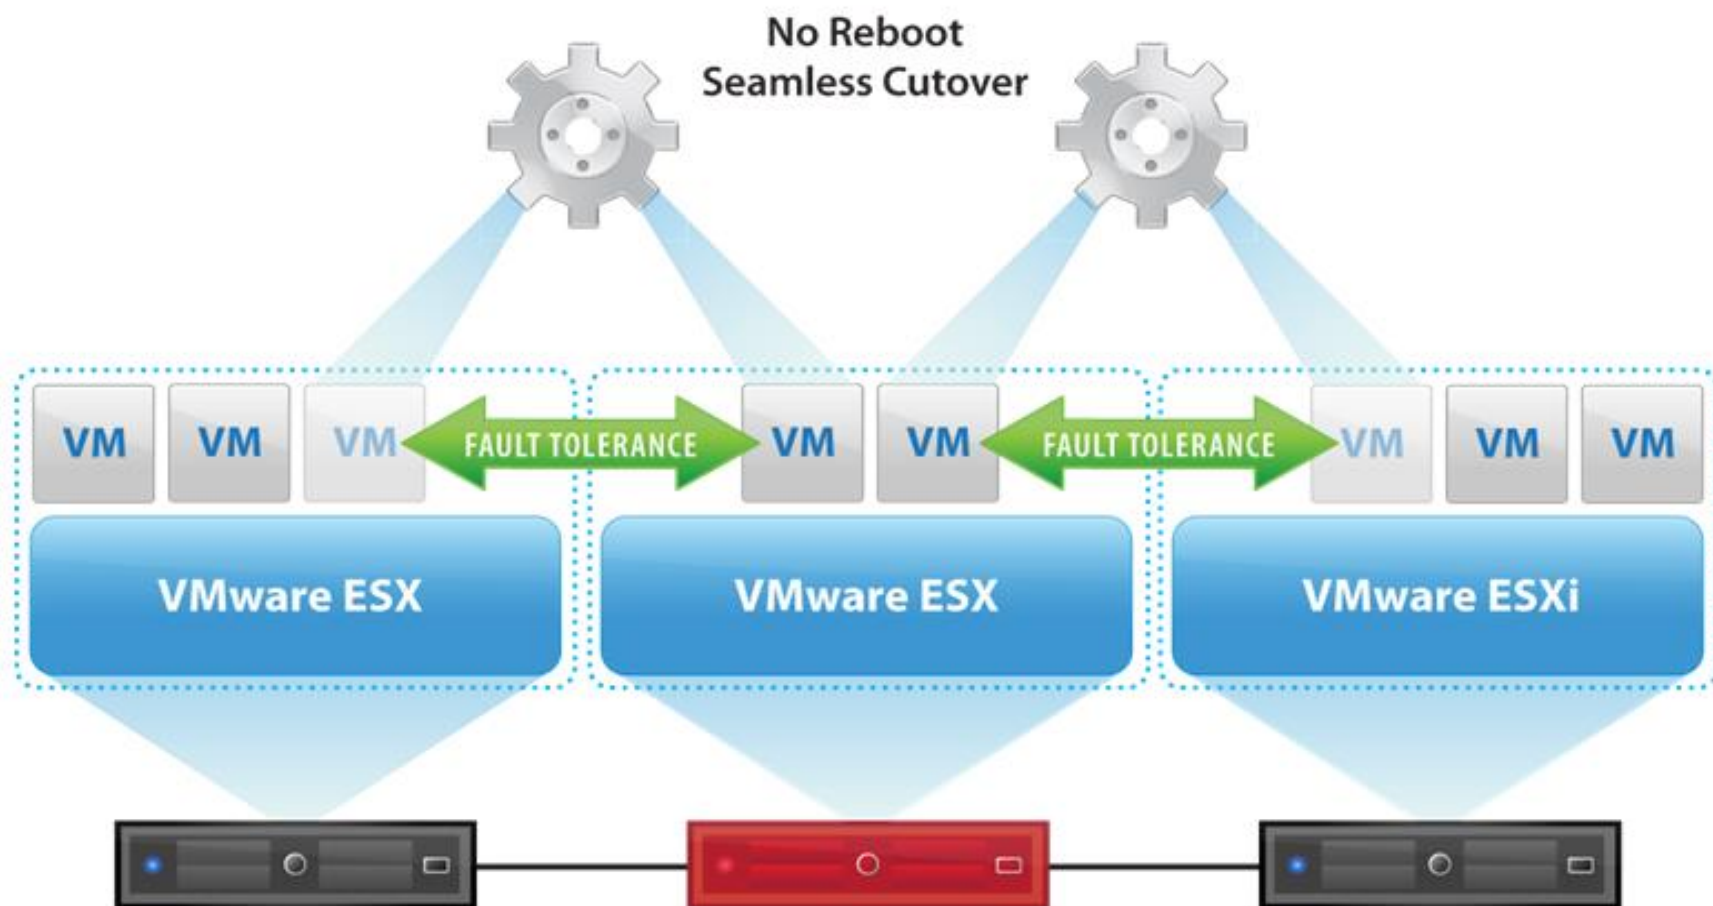 No Reboot
Seamless Cutover
VM VM VM FAULT TOLERANCE VM VM FAULT TOLERANCE VM VM VM
VMware ESX VMware ESX VMware ESXi